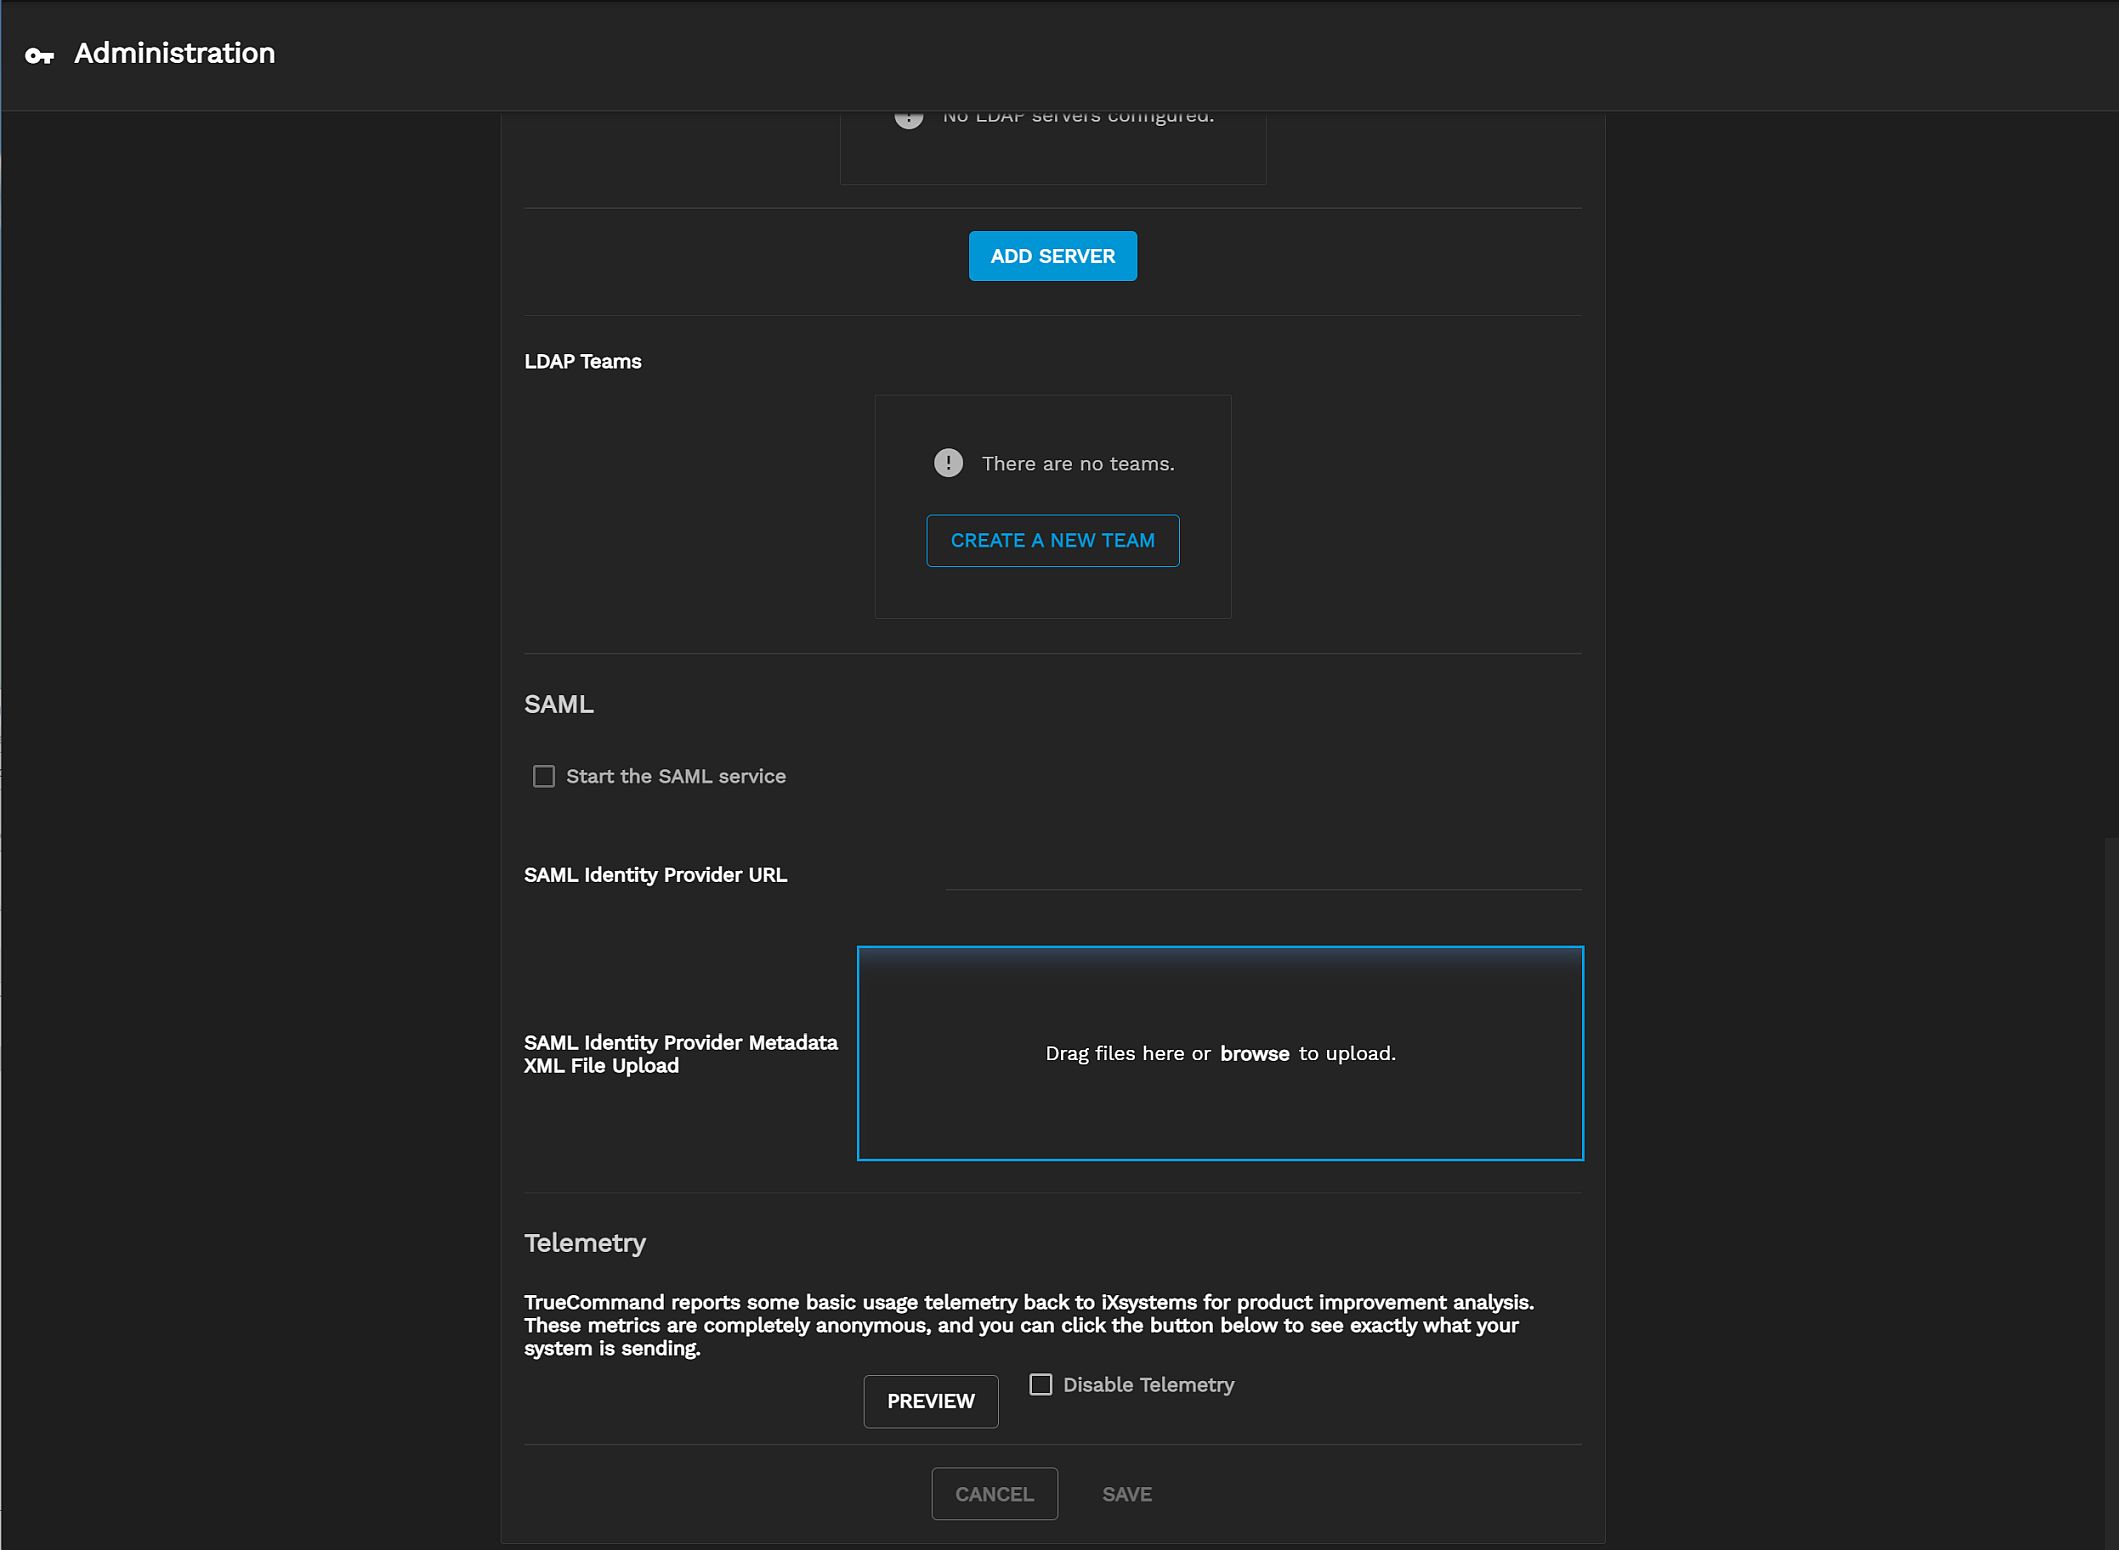 Administration
No LDAP servers configured.
ADD SERVER
LDAP Teams
There are no teams.
CREATE A NEW TEAM
SAML
Start the SAML service
SAML Identity Provider URL
SAML Identity Provider Metadata
XML File Upload
Drag files here or browse to upload.
Telemetry
TrueCommand reports some basic usage telemetry back to iXsystems for product improvement analysis.
These metrics are completely anonymous, and you can click the button below to see exactly what your
system is sending.
PREVIEW
Disable Telemetry
CANCEL
SAVE